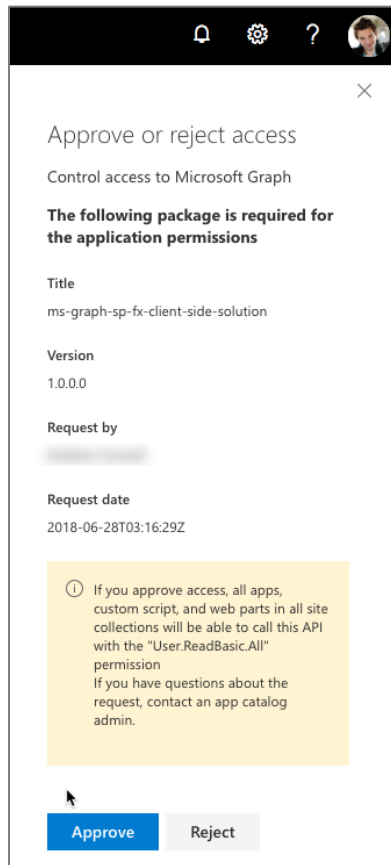 ?
Approve or reject access
Control access to Microsoft Graph
The following package is required for
the application permissions
Title
ms-graph-sp-fx-client-side-solution
Version
1.0.0.0
Request by
Request date
2018-06-28T03:16:29Z
If you approve access, all apps,
custom script, and web parts in all site
collections will be able to call this API
with the "User.ReadBasic.All"
permission
If you have questions about the
request, contact an app catalog
admin.
Approve
Reject